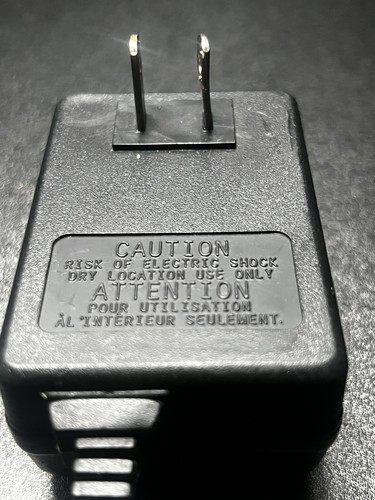 CAUTION
RISK OF ELECTRIC SHOCK
DRY LOCATION USE ONLY
ATTENTION
POUR UTILISATION
ÀL'INTÉRIEUR SEULEMENT.